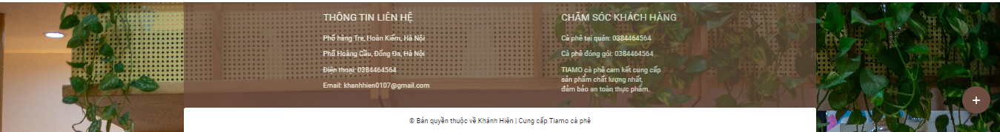 THÔNG TIN LIÊN HỆ
Phố hàng Tre, Hoàn Kiếm, Hà Nội
Phố Hoàng Cầu, Đống Đa, Hà Nội
Điện thoại: 0384464564
Email: khanhhien0107@gmail.com
CHĂM SÓC KHÁCH HÀNG
Cà phê tại quán: 0384464564
Cà phê đóng gói: 0384464564
TIAMO cà phê cam kết cung cấp
sản phẩm chất lượng nhất,
đảm bảo an toàn thực phẩm.
© Bản quyền thuộc về Khánh Hiên | Cung cấp Tiamo cà phê
+